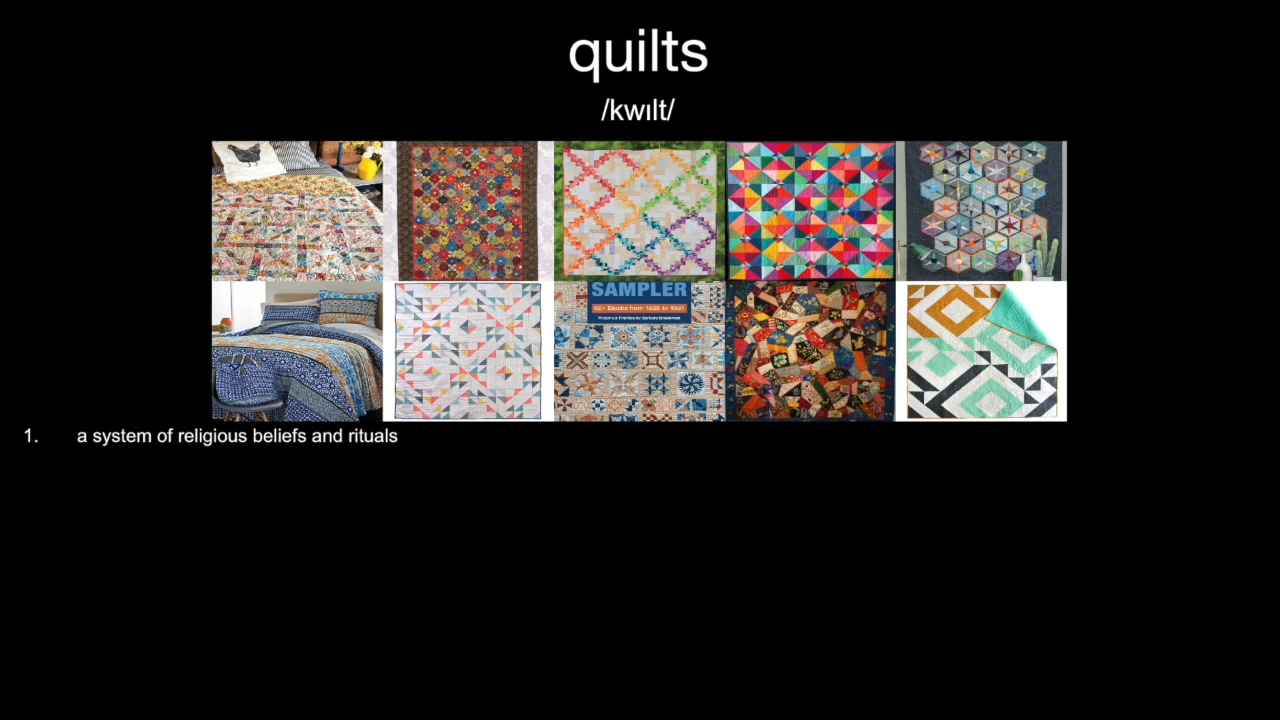 quilts
/kwɪlt/
SAMPLER
1. a system of religious beliefs and rituals